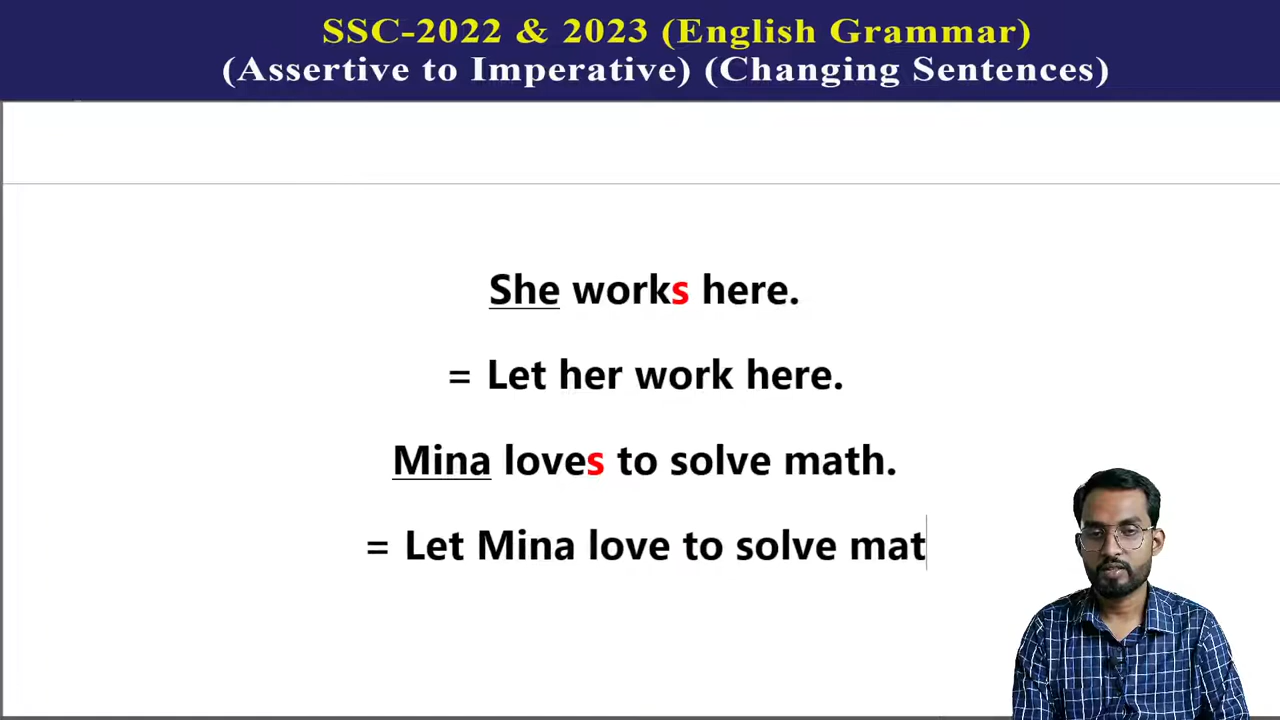 SSC-2022 & 2023 (English Grammar)
(Assertive to Imperative) (Changing Sentences)
She works here.
= Let her work here.
Mina loves to solve math.
= Let Mina love to solve mat